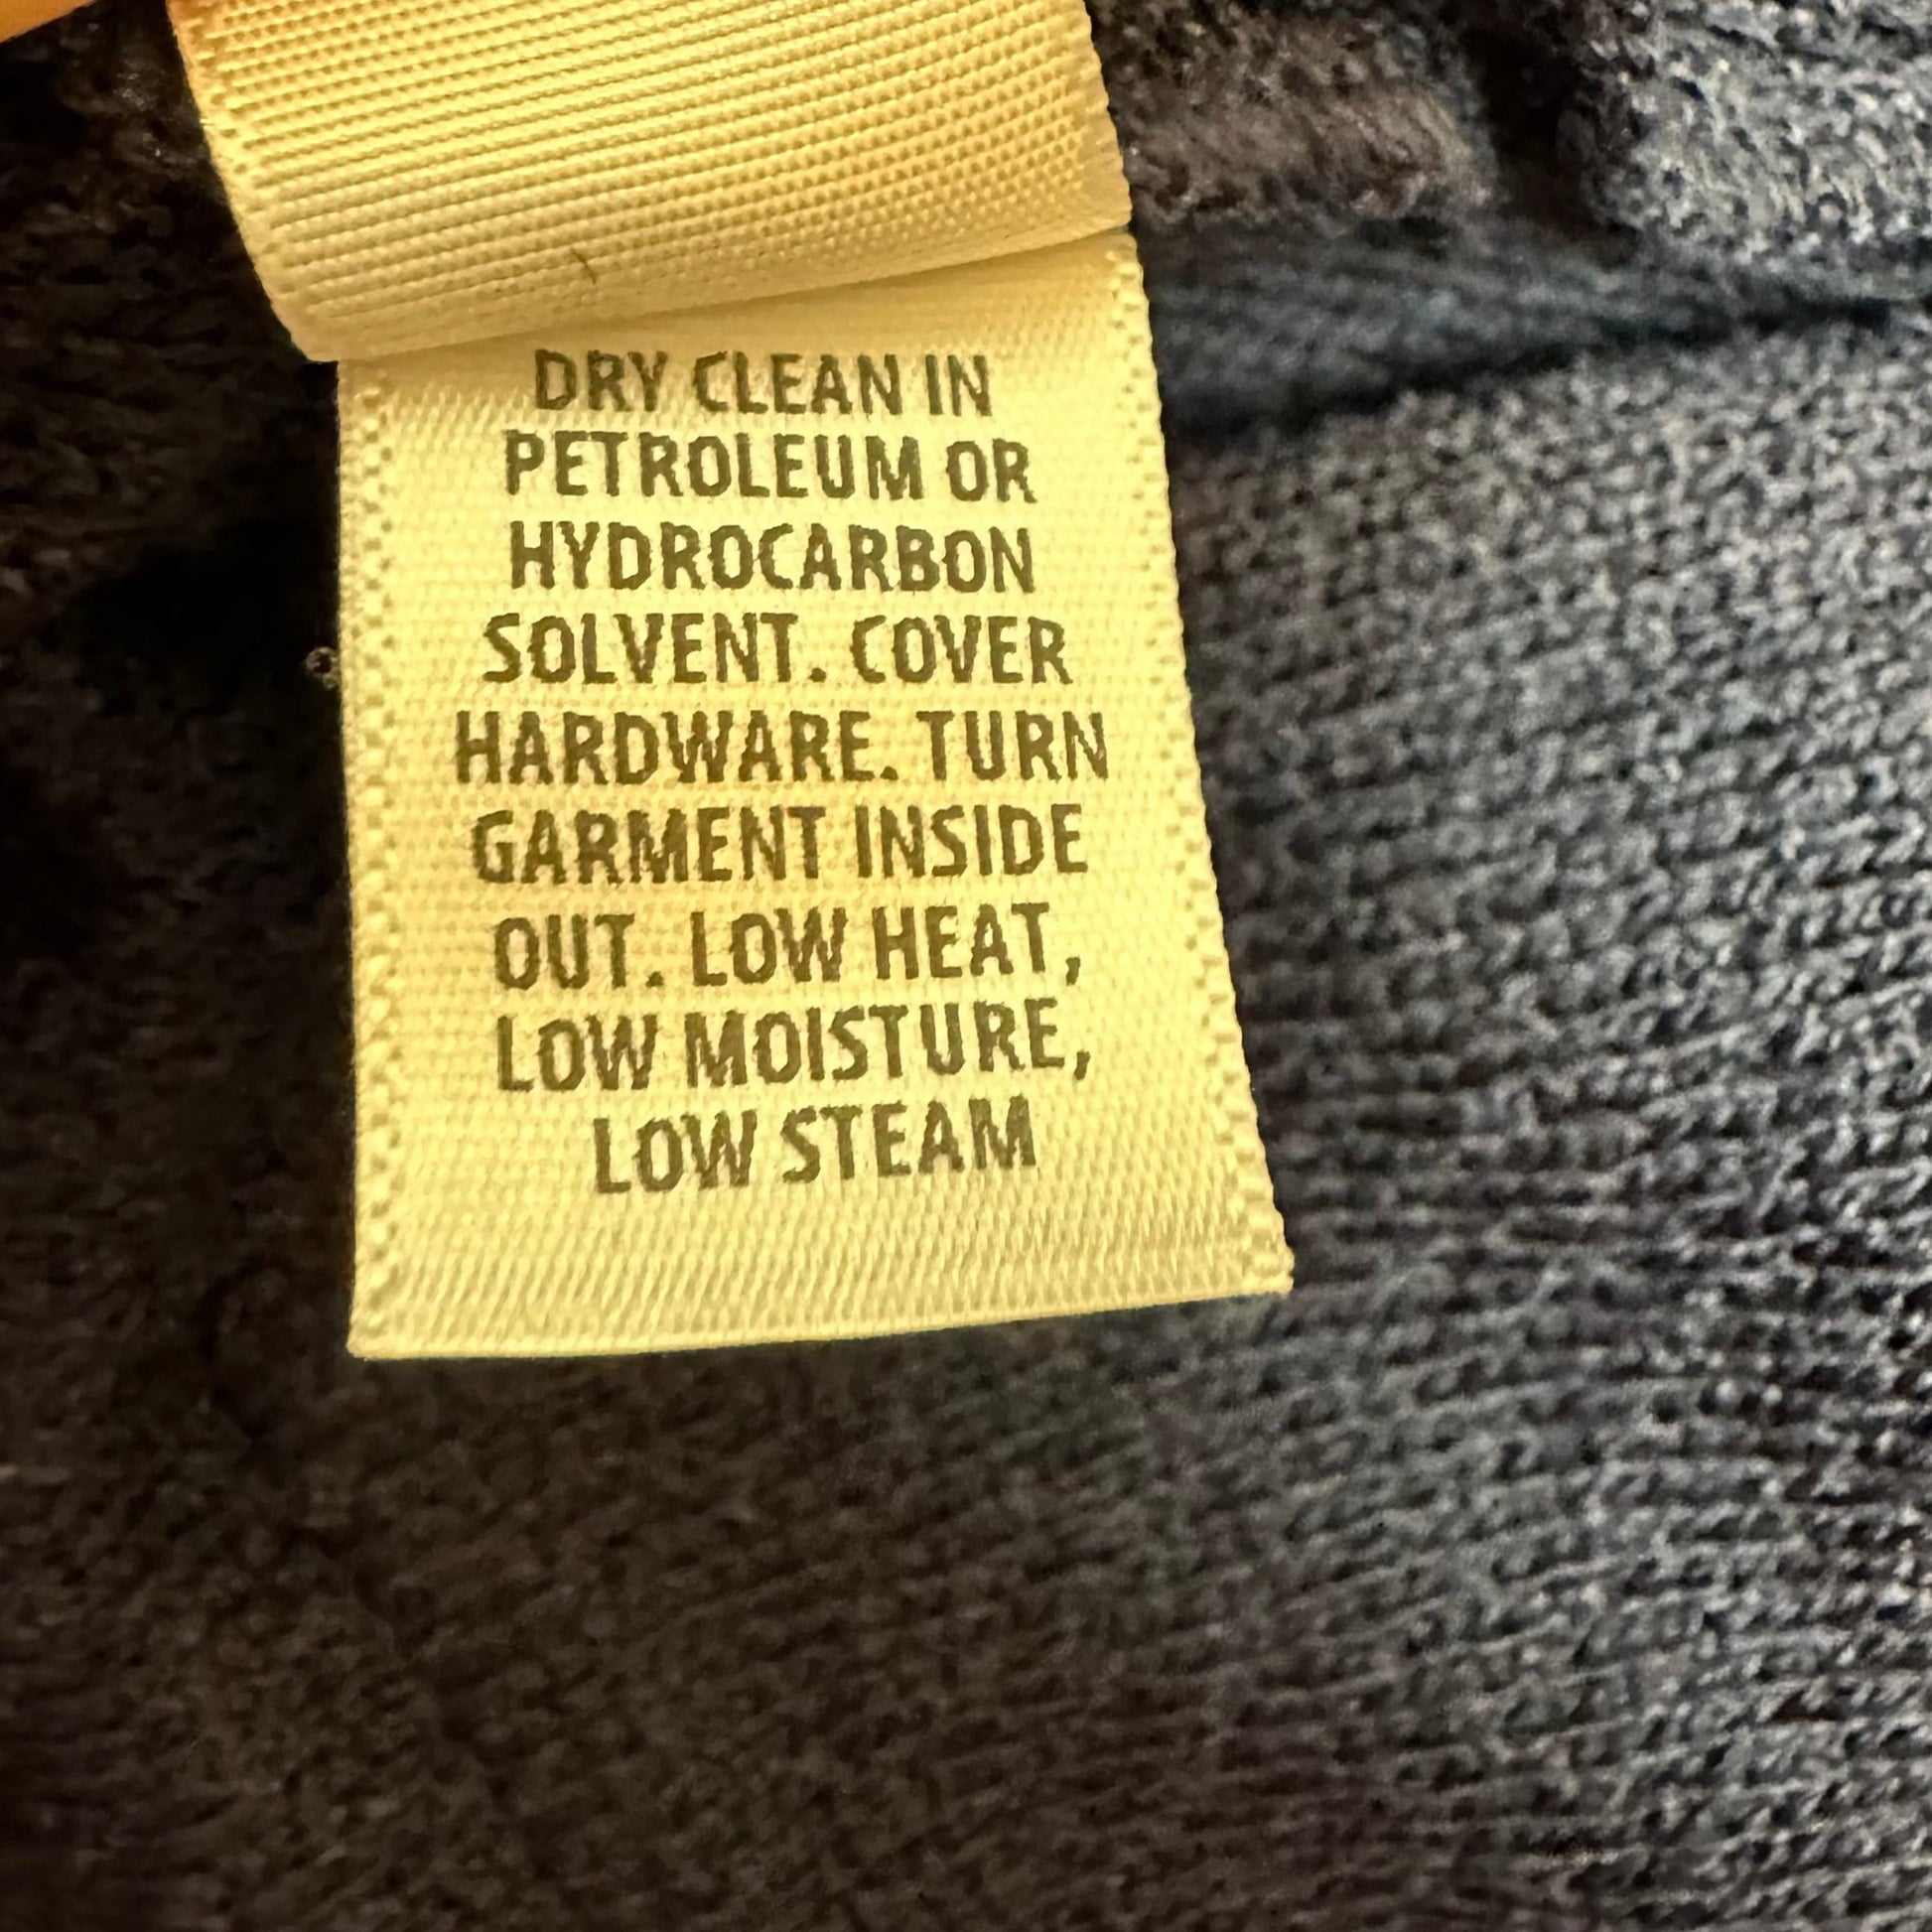 DRY CLEAN IN
PETROLEUM OR
HYDROCARBON
SOLVENT. COVER
HARDWARE. TURN
GARMENT INSIDE
OUT. LOW HEAT,
LOW MOISTURE,
LOW STEAM